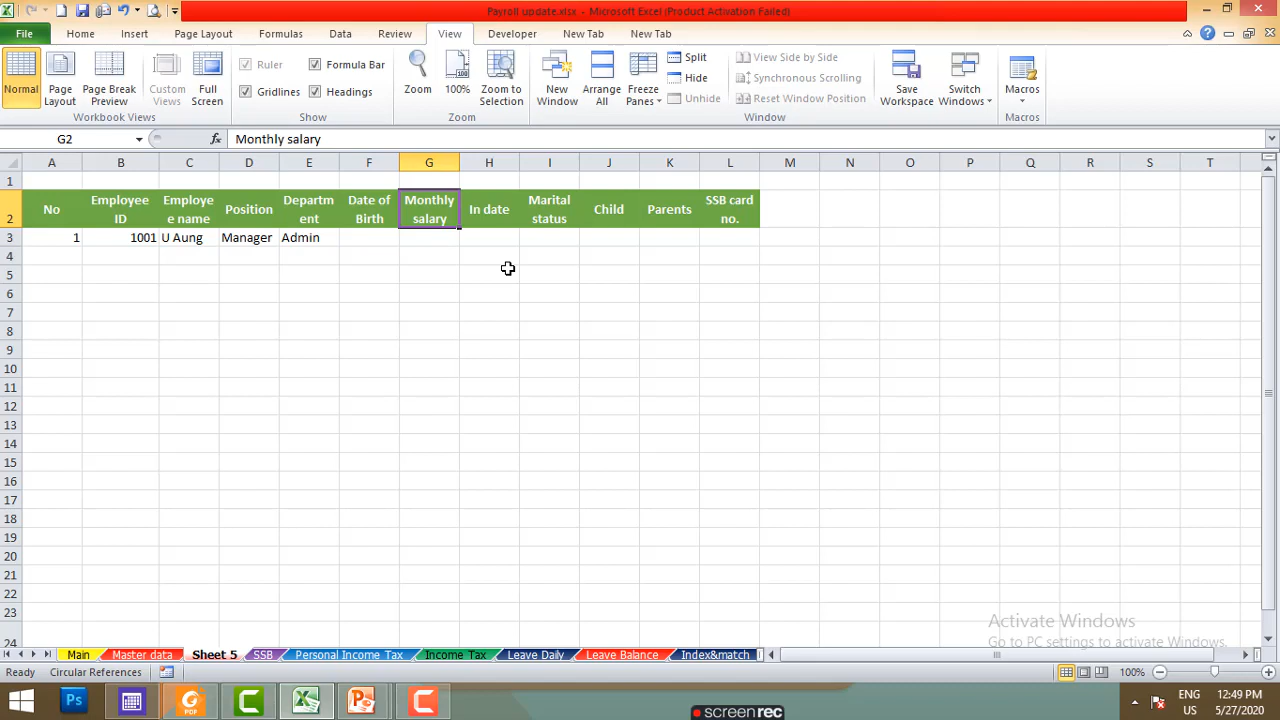 Payroll update.xlsx - Microsoft Excel (Product Activation Failed)
File Home Insert Page Layout Formulas Data Review View Developer New Tab New Tab
Normal
Page Layout
Page Break Preview
Custom Views
Full Screen
Workbook Views
Ruler
Formula Bar
Gridlines
Headings
Show
Zoom
100%
Zoom to Selection
Zoom
New Window
Arrange All
Freeze Panes
Split
Hide
Unhide
View Side by Side
Synchronous Scrolling
Reset Window Position
Window
Save Workspace
Switch Windows
Macros
Macros
G2 fx Monthly salary
A B C D E F G H I J K L M N O P Q R S T
1
2 No Employee ID Employe e name Position Departm ent Date of Birth Monthly salary In date Marital status Child Parents SSB card no.
3 1 1001 U Aung Manager Admin
4
5
6
7
8
9
10
11
12
13
14
15
16
17
18
19
20
21
22
23
24
Activate Windows
Go to PC settings to activate Windows.
Main Master data Sheet 5 SSB Personal Income Tax Income Tax Leave Daily Leave Balance Index&match
Ready Circular References 100%
Ps
PDF
ENG
US
12:49 PM
5/27/2020
screenrec